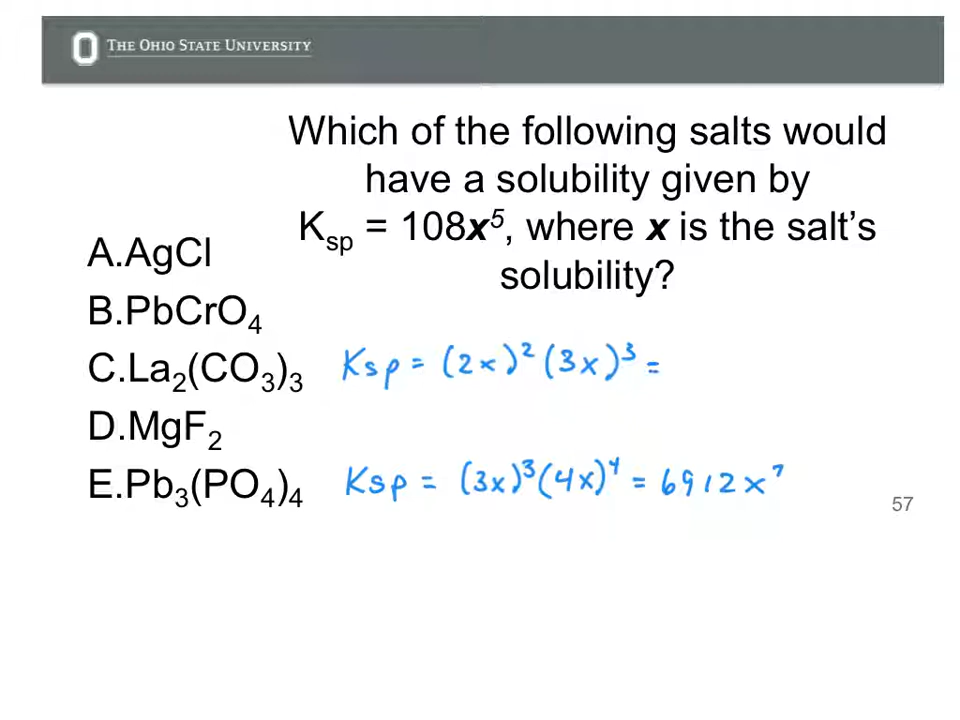 THE OHIO STATE UNIVERSITY
Which of the following salts would
have a solubility given by
Ksp = 108x⁵, where x is the salt's
solubility?
A.AgCl
B.PbCrO₄
C.La₂(CO₃)₃ Ksp = (2x)² (3x)³ =
D.MgF₂
E.Pb₃(PO₄)₄ Ksp = (3x)³(4x)⁴ = 6912x⁷
57